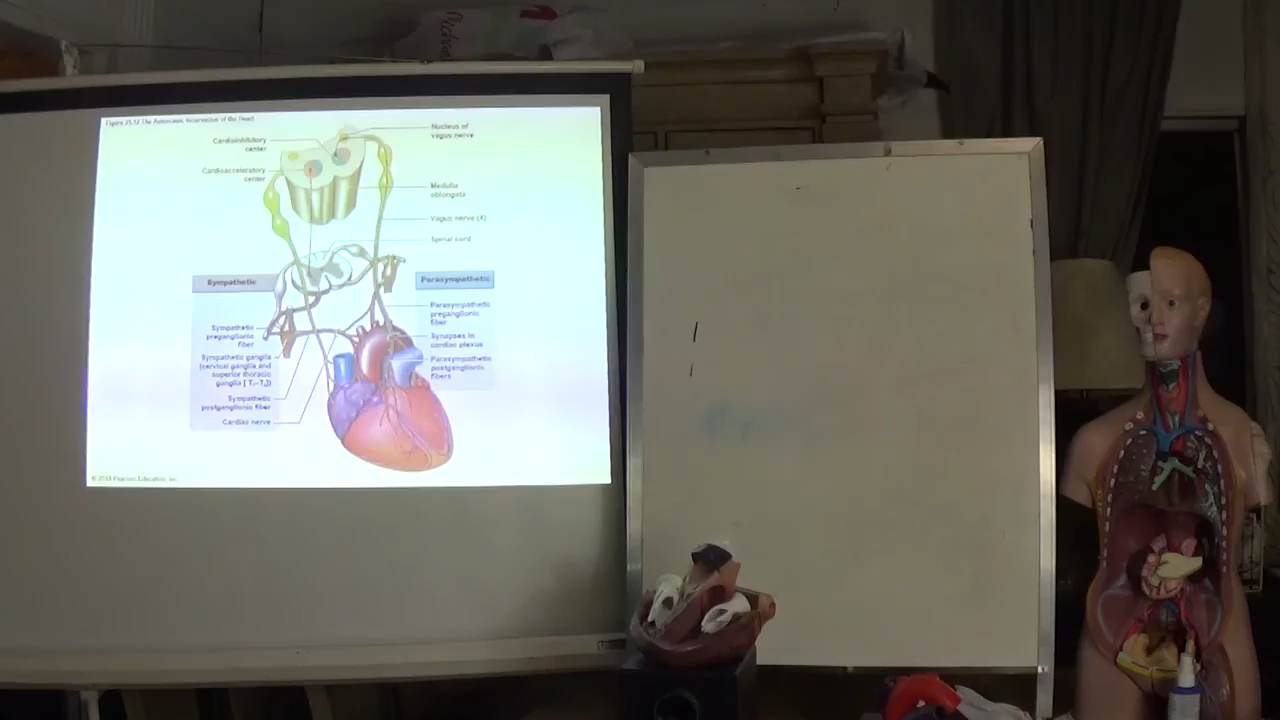 Figure 21.12 The Autonomic Innervation of the Heart
Cardioinhibitory
center
Cardioacceleratory
center
Nucleus of
vagus nerve
Medulla
oblongata
Vagus nerve (X)
Spinal cord
Sympathetic
Parasympathetic
Sympathetic
preganglionic
fiber
Sympathetic ganglia
(cervical ganglia and
superior thoracic
ganglia [T₁–T₄])
Sympathetic
postganglionic fiber
Cardiac nerve
Parasympathetic
preganglionic
fiber
Synapses in
cardiac plexus
Parasympathetic
postganglionic
fibers
Pearson Education, Inc.